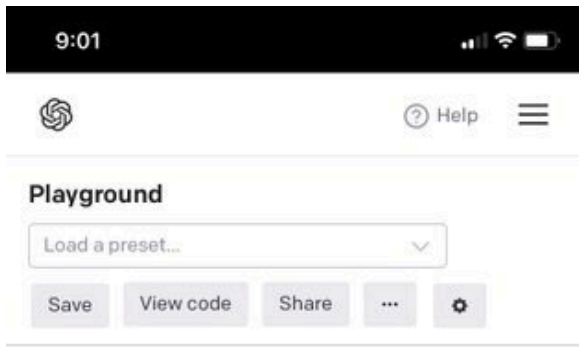 9:01
Help
Playground
Load a preset...
Save View code Share ...